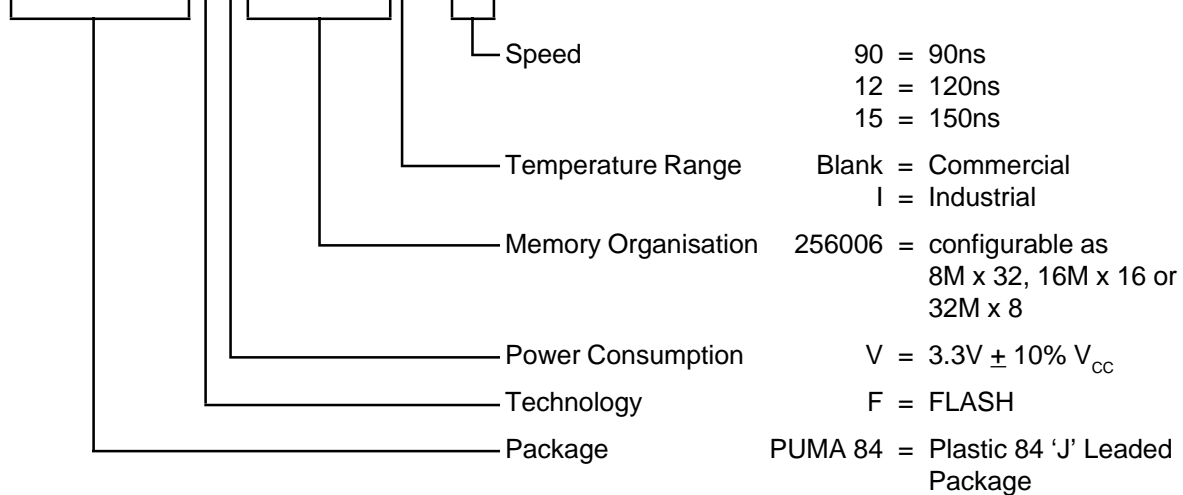 Speed 90 = 90ns
12 = 120ns
15 = 150ns
Temperature Range Blank = Commercial
I = Industrial
Memory Organisation 256006 = configurable as
8M x 32, 16M x 16 or
32M x 8
Power Consumption V = 3.3V ± 10% VCC
Technology F = FLASH
Package PUMA 84 = Plastic 84 ‘J’ Leaded
Package